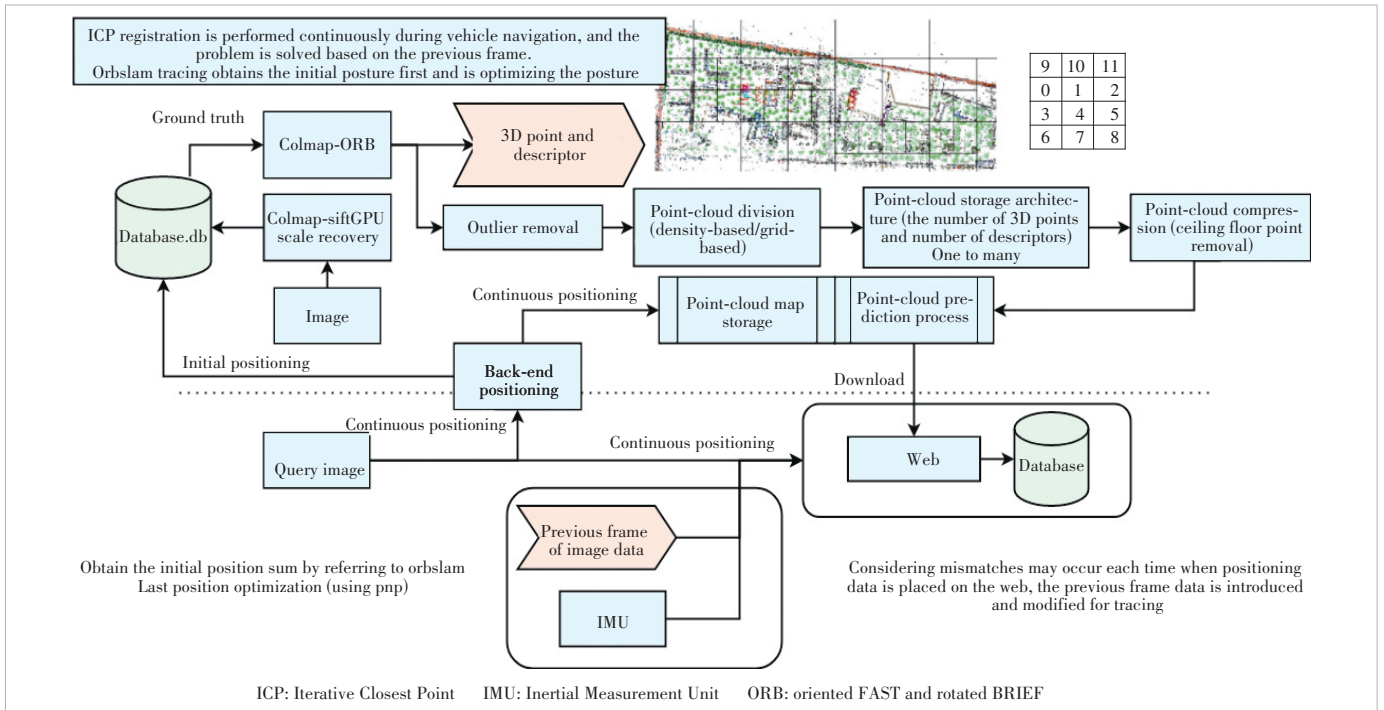 ICP registration is performed continuously during vehicle navigation, and the
problem is solved based on the previous frame.
Orbslam tracing obtains the initial posture first and is optimizing the posture
9 10 11
0 1 2
3 4 5
6 7 8
Ground truth
Colmap-ORB
3D point and
descriptor
Database.db
Colmap-siftGPU
scale recovery
Outlier removal
Point-cloud division
(density-based/grid-
based)
Point-cloud storage architec-
ture (the number of 3D points
and number of descriptors)
One to many
Point-cloud compres-
sion (ceiling floor point
removal)
Image
Continuous positioning
Point-cloud map
storage
Point-cloud pre-
diction process
Initial positioning
Back-end
positioning
Download
Continuous positioning
Query image
Continuous positioning
Web
Database
Previous frame
of image data
IMU
Obtain the initial position sum by referring to orbslam
Last position optimization (using pnp)
Considering mismatches may occur each time when positioning
data is placed on the web, the previous frame data is introduced
and modified for tracing
ICP: Iterative Closest Point IMU: Inertial Measurement Unit ORB: oriented FAST and rotated BRIEF